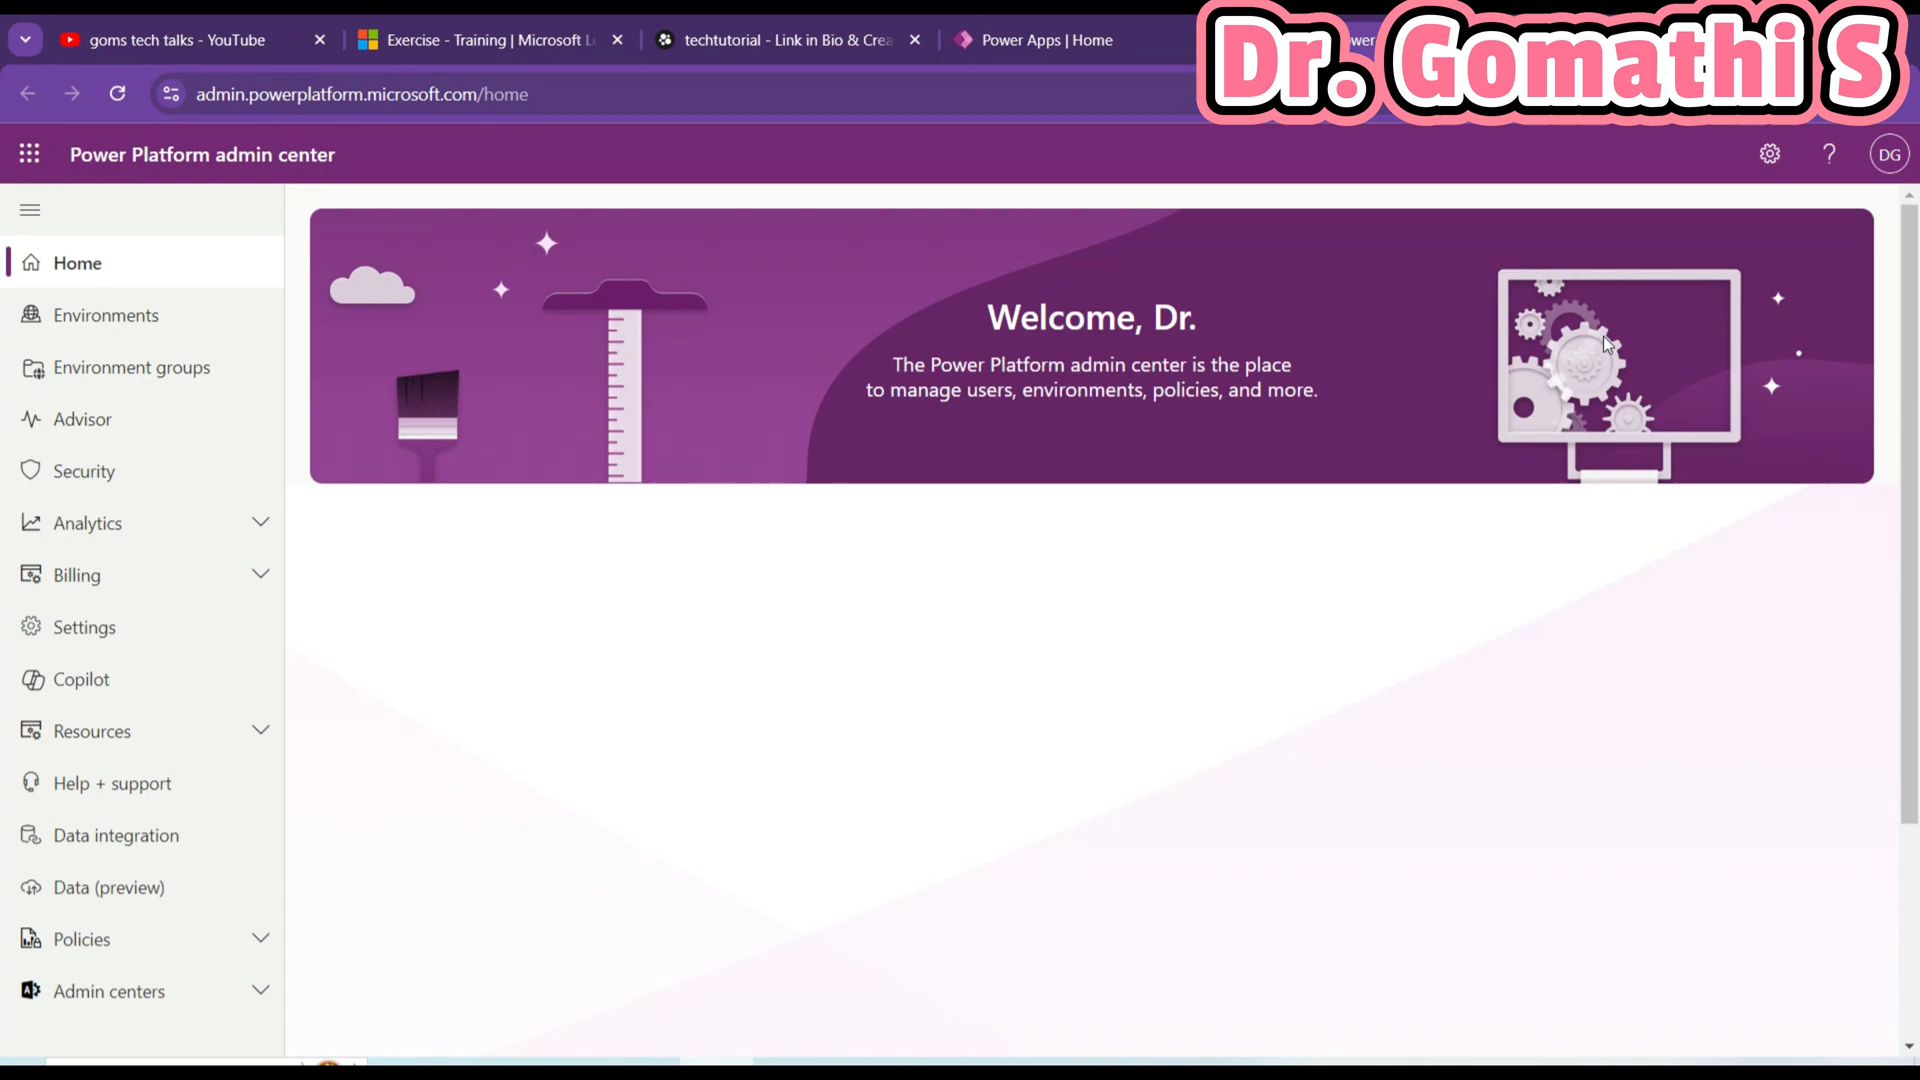 goms tech talks - YouTube
Exercise - Training | Microsoft Le
techtutorial - Link in Bio & Crea
Power Apps | Home
Dr. Gomathi S
admin.powerplatform.microsoft.com/home
Power Platform admin center
DG
Home
Environments
Environment groups
Advisor
Security
Analytics
Billing
Settings
Copilot
Resources
Help + support
Data integration
Data (preview)
Policies
Admin centers
Welcome, Dr.
The Power Platform admin center is the place
to manage users, environments, policies, and more.